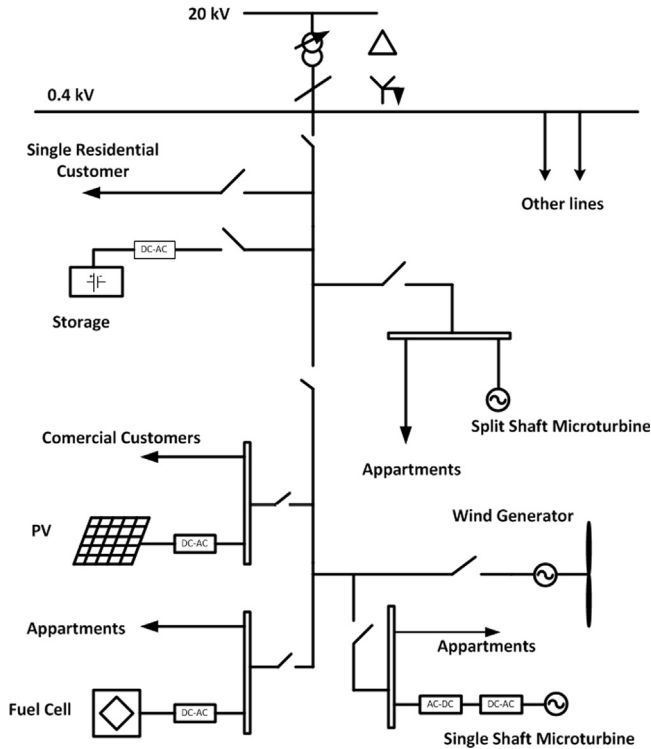 20 kV
0.4 kV
Single Residential
Customer
Other lines
DC-AC
Storage
Split Shaft Microturbine
Comercial Customers
Appartments
Wind Generator
PV
DC-AC
Appartments
Appartments
Fuel Cell
DC-AC
AC-DC
DC-AC
Single Shaft Microturbine